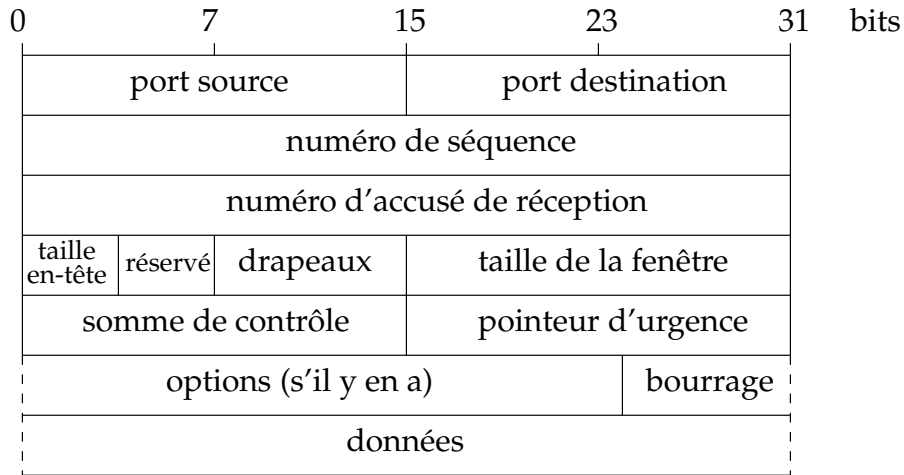 0 7 15 23 31 bits
port source port destination
numéro de séquence
numéro d'accusé de réception
taille en-tête réservé drapeaux taille de la fenêtre
somme de contrôle pointeur d'urgence
options (s'il y en a) bourrage
données